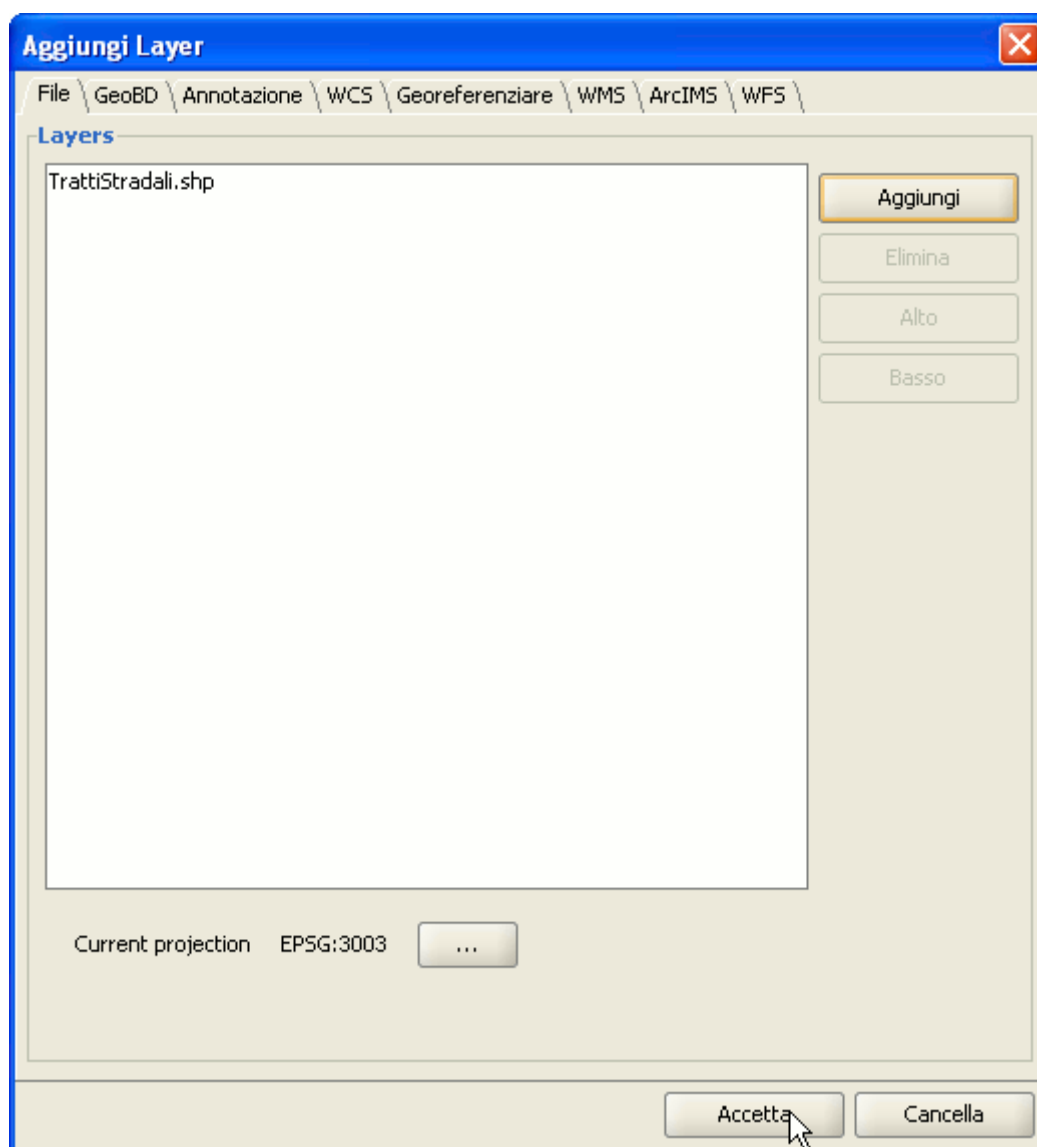 Aggiungi Layer
File GeoBD Annotazione WCS Georeferenziare WMS ArcIMS WFS
Layers
TrattiStradali.shp
Aggiungi
Elimina
Alto
Basso
Current projection EPSG:3003 ...
Accetta Cancella